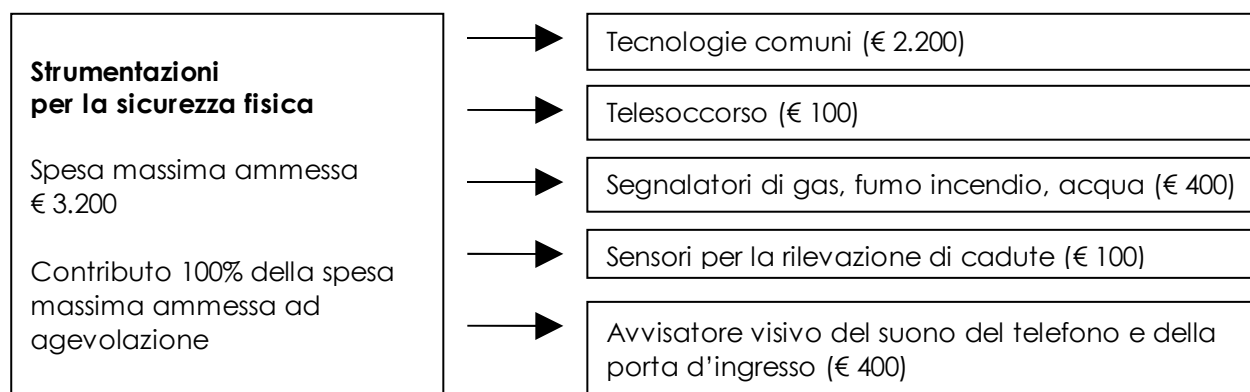 Strumentazioni
per la sicurezza fisica
Spesa massima ammessa
€ 3.200
Contributo 100% della spesa
massima ammessa ad
agevolazione
Tecnologie comuni (€ 2.200)
Telesoccorso (€ 100)
Segnalatori di gas, fumo incendio, acqua (€ 400)
Sensori per la rilevazione di cadute (€ 100)
Avvisatore visivo del suono del telefono e della
porta d’ingresso (€ 400)